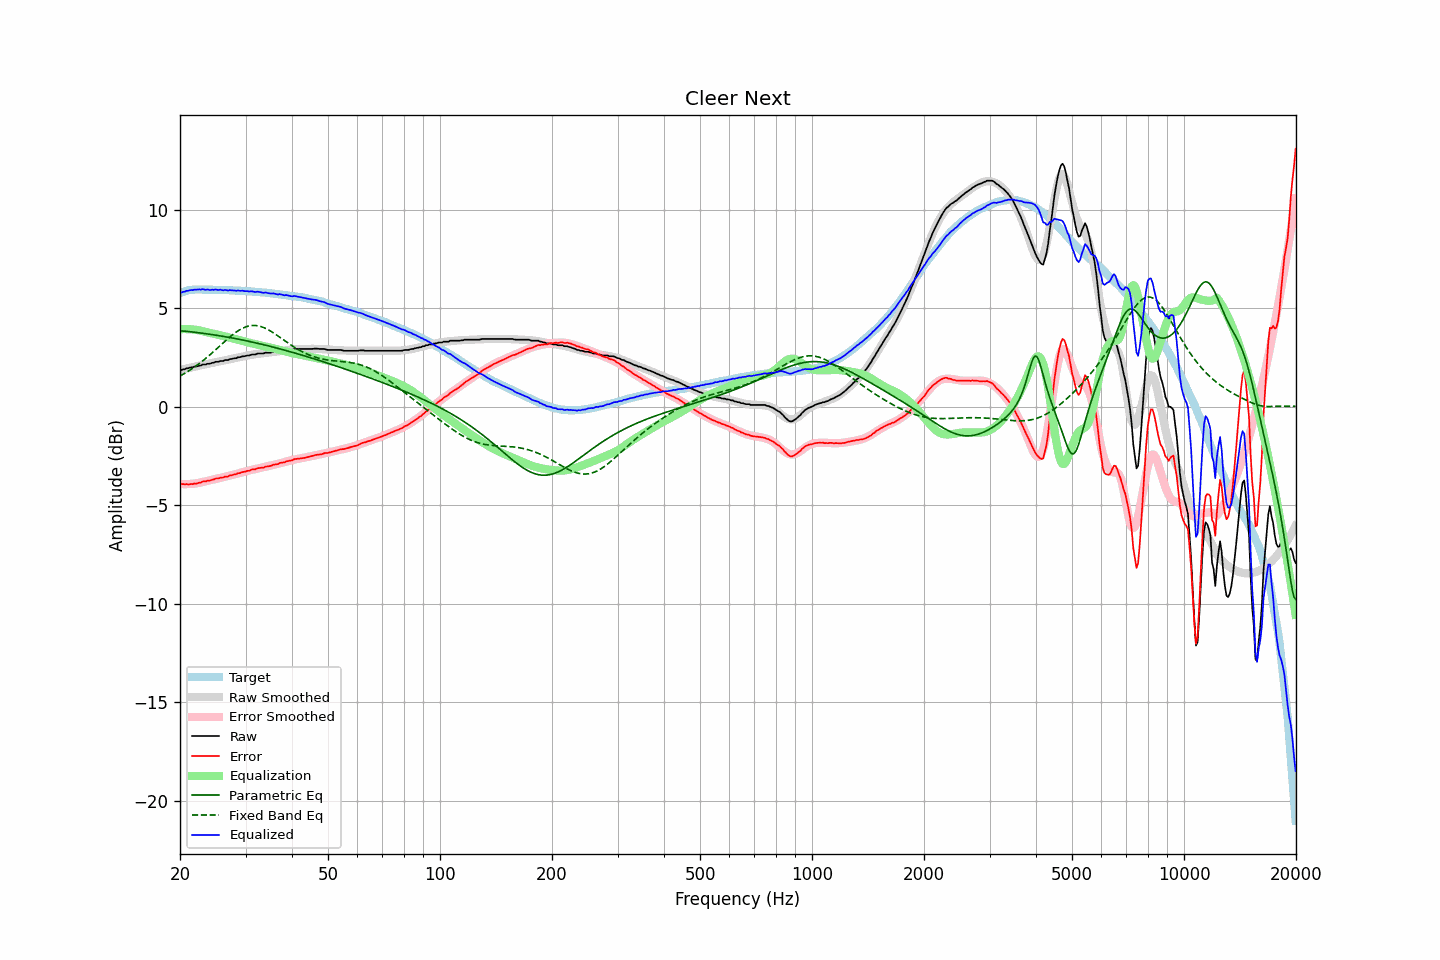 Cleer Next
Amplitude (dBr)
10
5
0
−5
−10
−15
−20
Target
Raw Smoothed
Error Smoothed
Raw
Error
Equalization
Parametric Eq
Fixed Band Eq
Equalized
20 50 100 200 500 1000 2000 5000 10000 20000
Frequency (Hz)